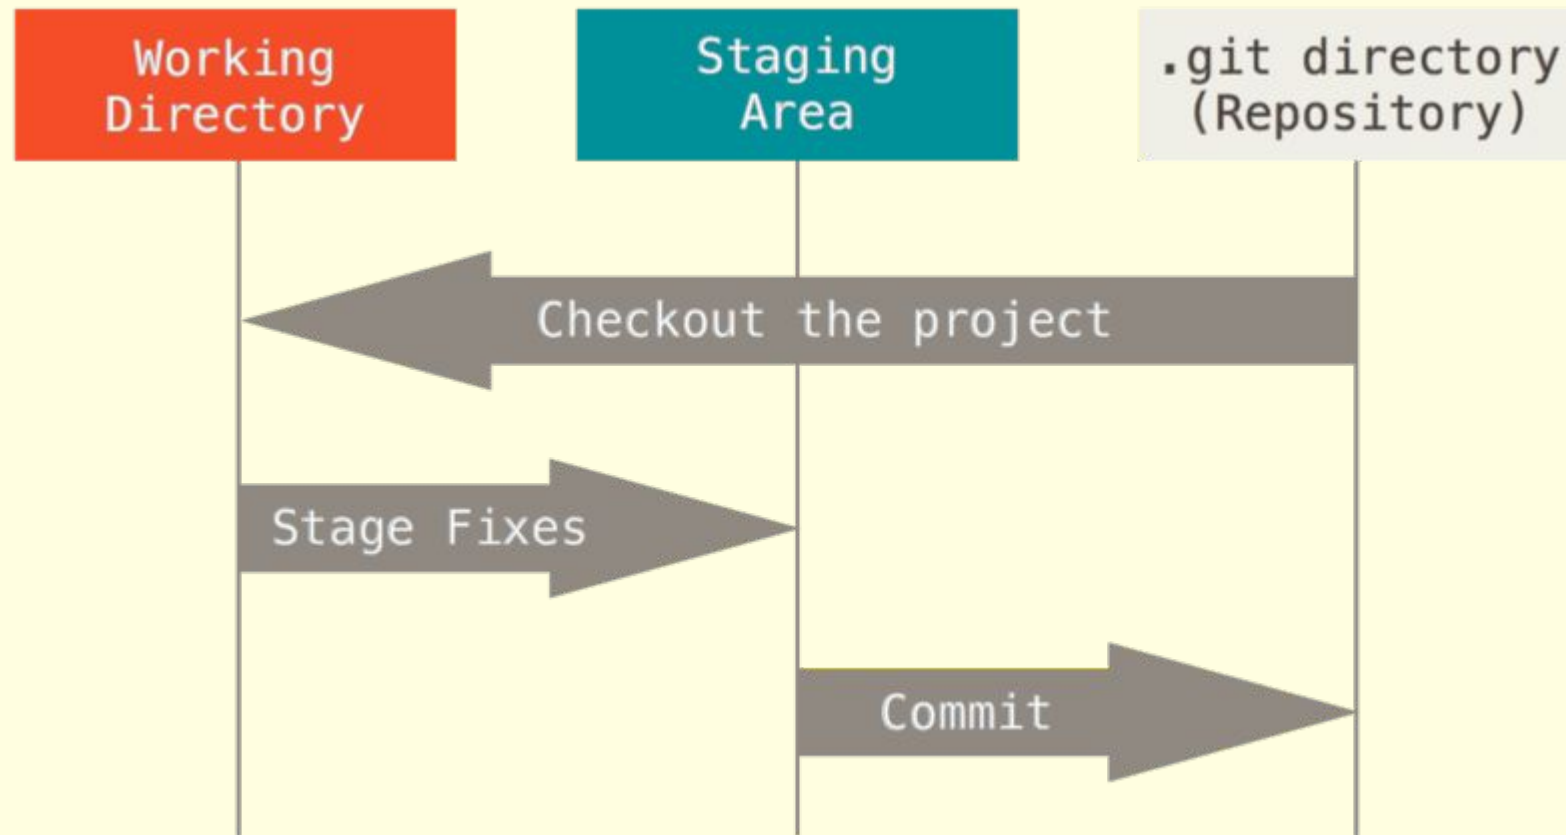 Working
Directory
Staging
Area
.git directory
(Repository)
Checkout the project
Stage Fixes
Commit